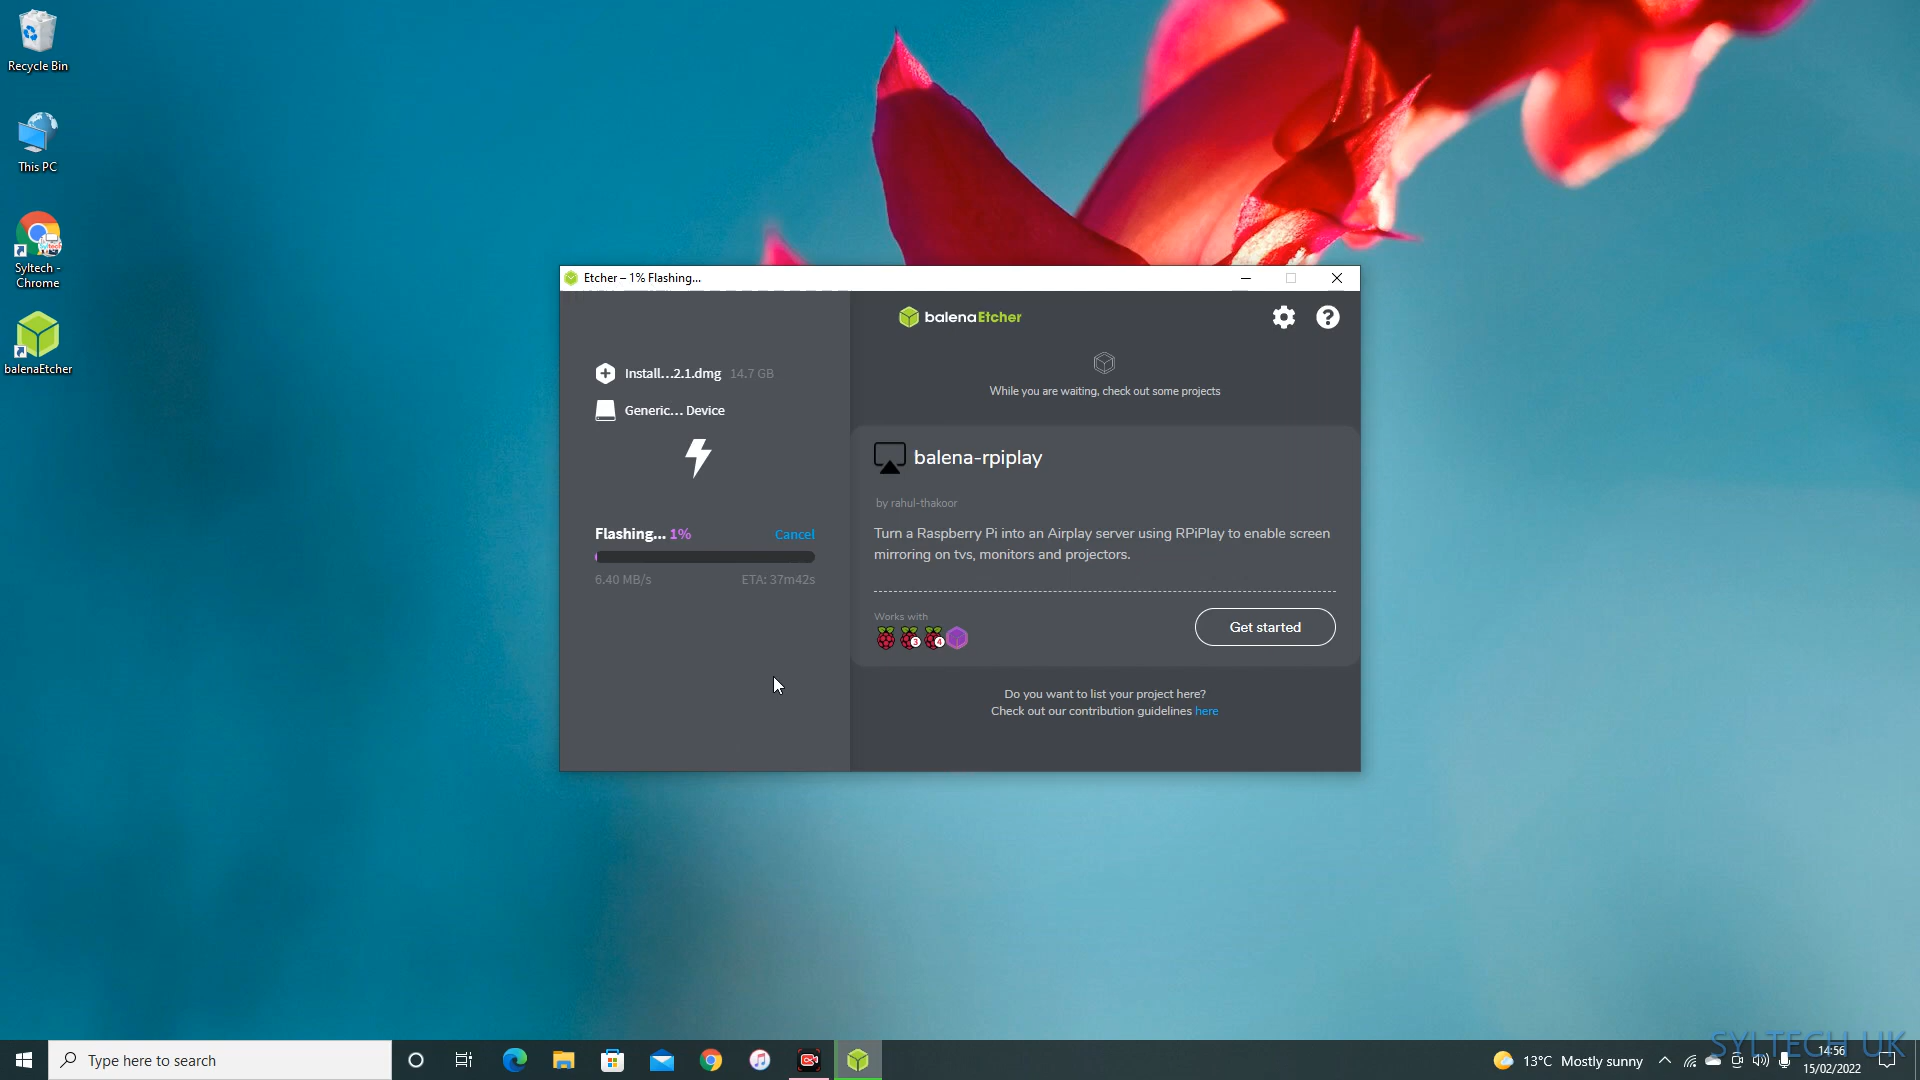 Recycle Bin
This PC
Syltech -
Chrome
balenaEtcher
Etcher – 1% Flashing...
balenaEtcher
Install...2.1.dmg 14.7 GB
Generic... Device
Flashing... 1% Cancel
6.40 MB/s ETA: 37m42s
While you are waiting, check out some projects
balena-rpiplay
by rahul-thakoor
Turn a Raspberry Pi into an Airplay server using RPiPlay to enable screen
mirroring on tvs, monitors and projectors.
Works with
3 4
Get started
Do you want to list your project here?
Check out our contribution guidelines here
Type here to search
13°C Mostly sunny
14:56
15/02/2022
SYLTECH UK